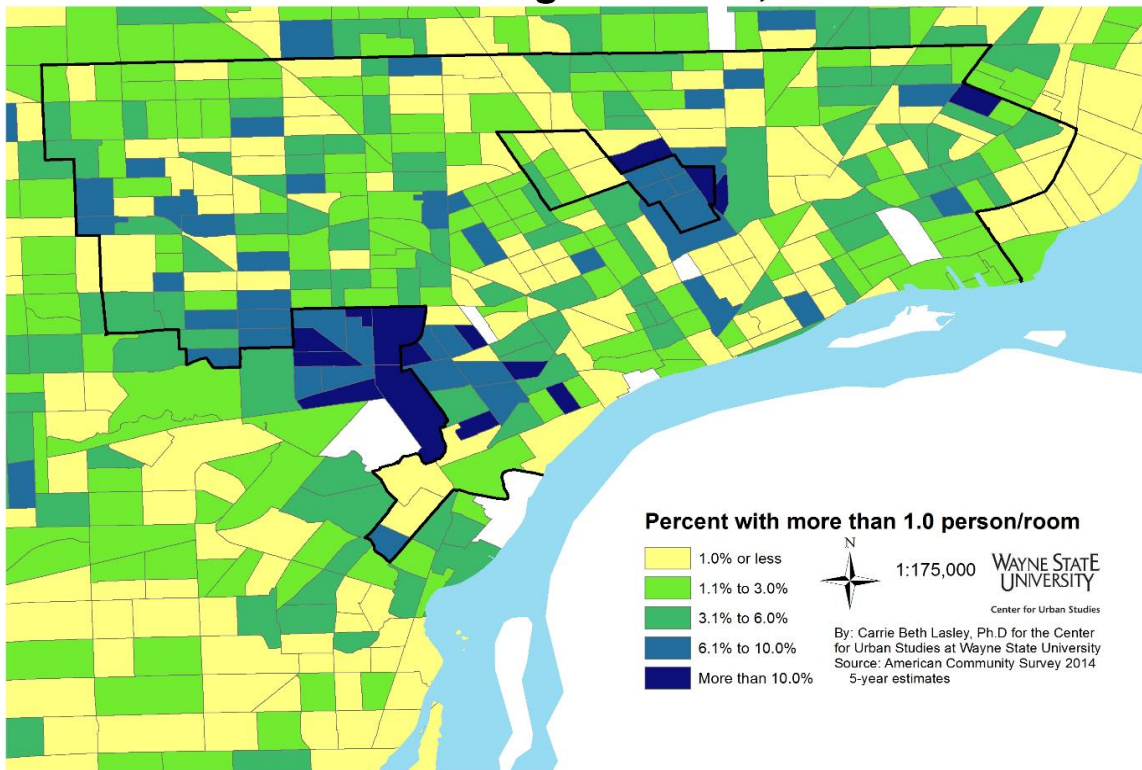 Percent with more than 1.0 person/room
1.0% or less
1.1% to 3.0%
3.1% to 6.0%
6.1% to 10.0%
More than 10.0%
N
1:175,000
WAYNE STATE
UNIVERSITY
Center for Urban Studies
By: Carrie Beth Lasley, Ph.D for the Center
for Urban Studies at Wayne State University
Source: American Community Survey 2014
5-year estimates